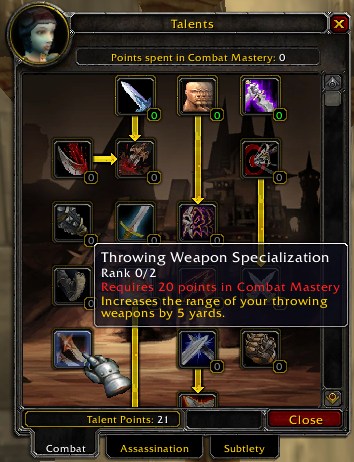 Talents
Points spent in Combat Mastery: 0
0 0 0
0 0 0
0 0 0
Throwing Weapon Specialization
Rank 0/2
Requires 20 points in Combat Mastery
Increases the range of your throwing
weapons by 5 yards.
0
0 0
Talent Points: 21
Close
Combat
Assassination
Subtlety